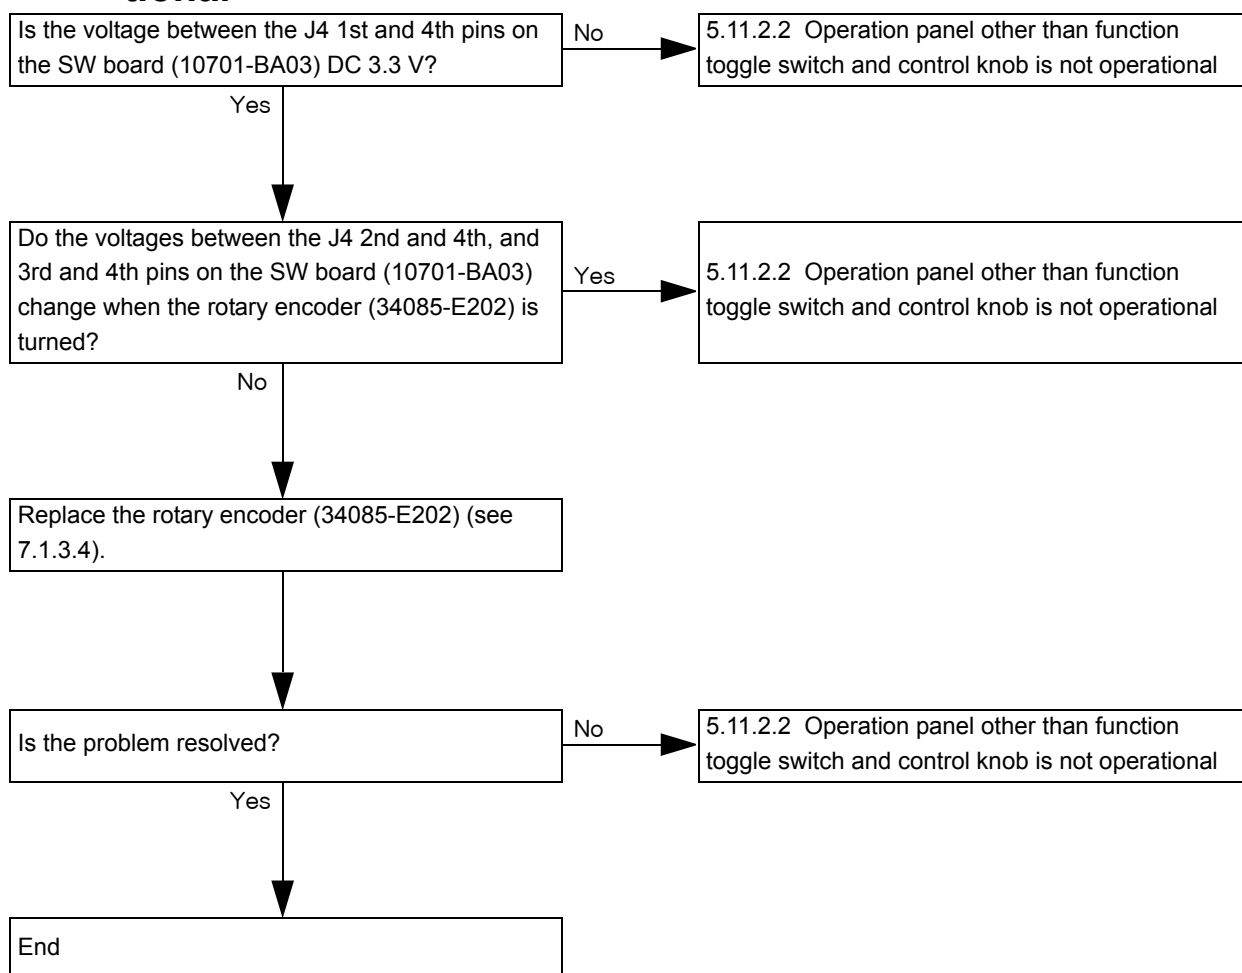 Is the voltage between the J4 1st and 4th pins on
the SW board (10701-BA03) DC 3.3 V?
No
5.11.2.2 Operation panel other than function
toggle switch and control knob is not operational
Yes
Do the voltages between the J4 2nd and 4th, and
3rd and 4th pins on the SW board (10701-BA03)
change when the rotary encoder (34085-E202) is
turned?
Yes
5.11.2.2 Operation panel other than function
toggle switch and control knob is not operational
No
Replace the rotary encoder (34085-E202) (see
7.1.3.4).
Is the problem resolved?
No
5.11.2.2 Operation panel other than function
toggle switch and control knob is not operational
Yes
End